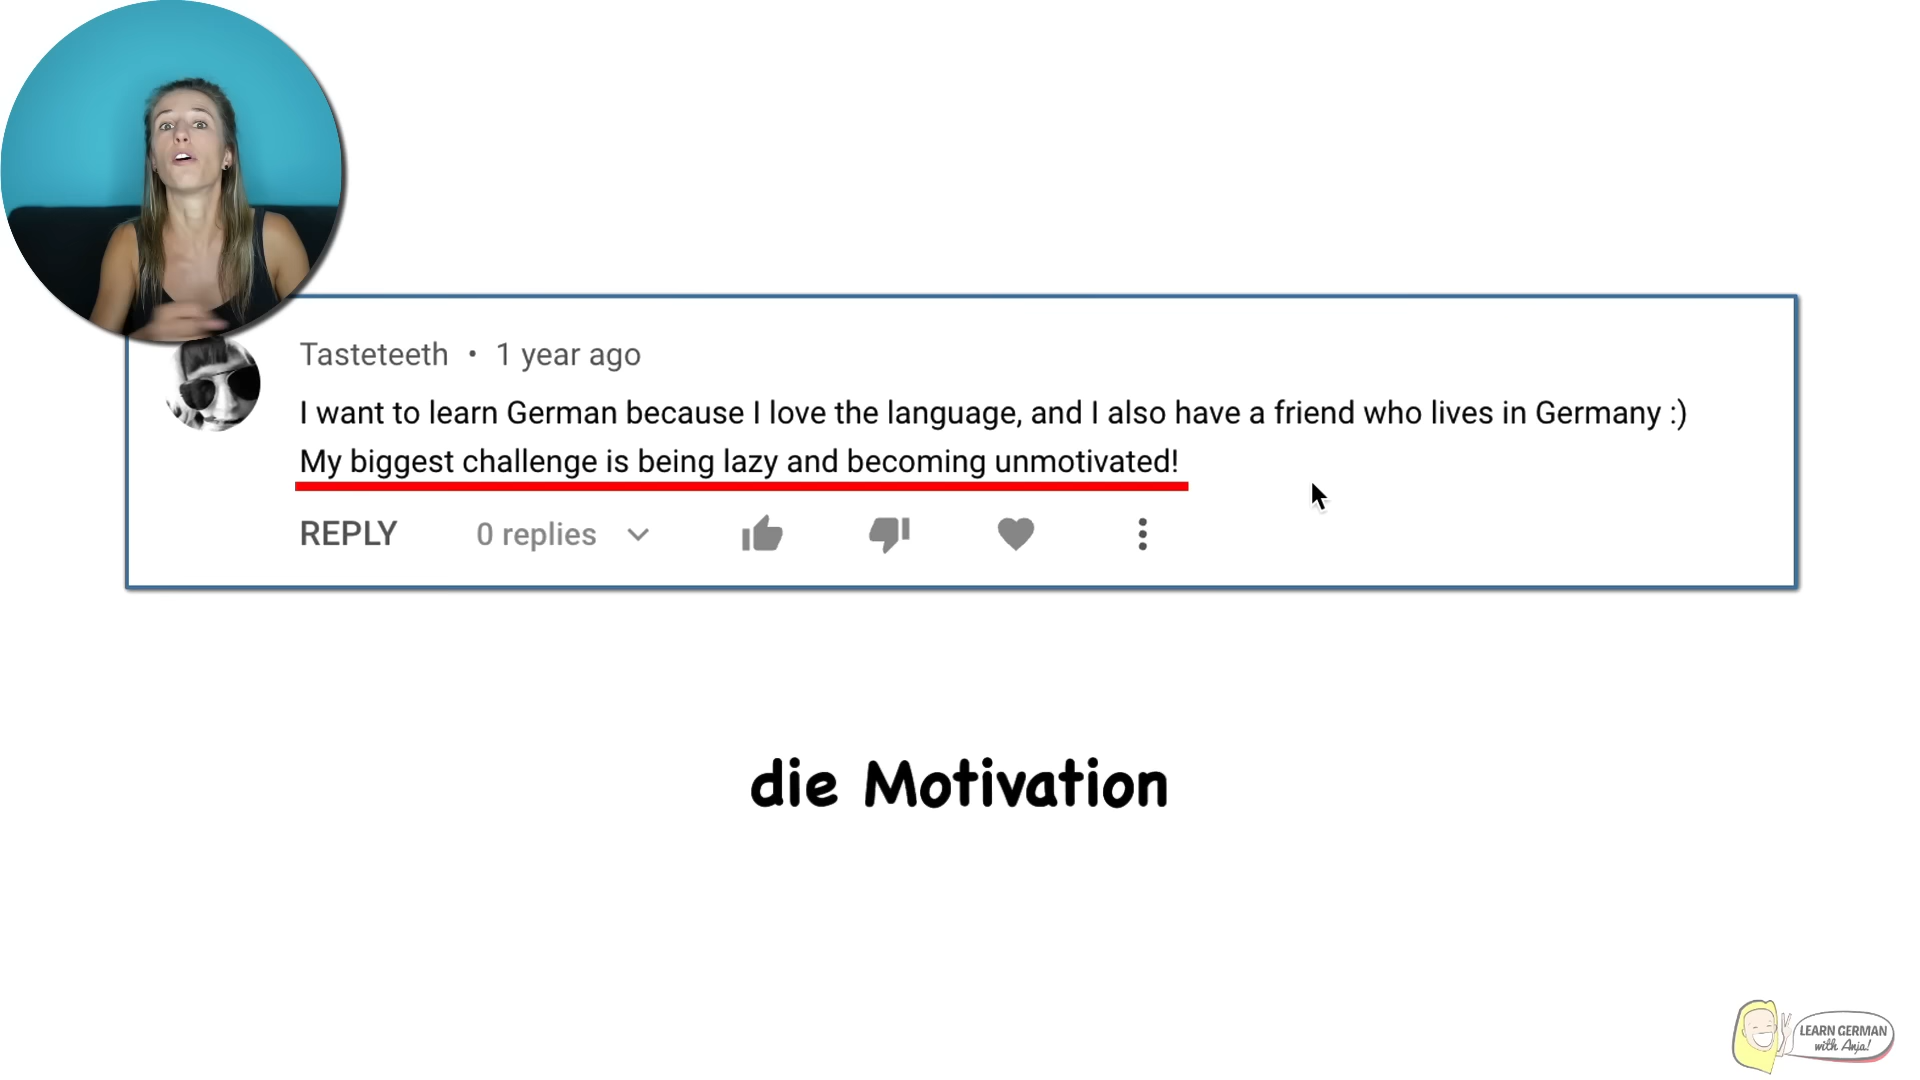 Tasteteeth • 1 year ago
I want to learn German because I love the language, and I also have a friend who lives in Germany :)
My biggest challenge is being lazy and becoming unmotivated!
REPLY 0 replies
die Motivation
LEARN GERMAN
with Anja!